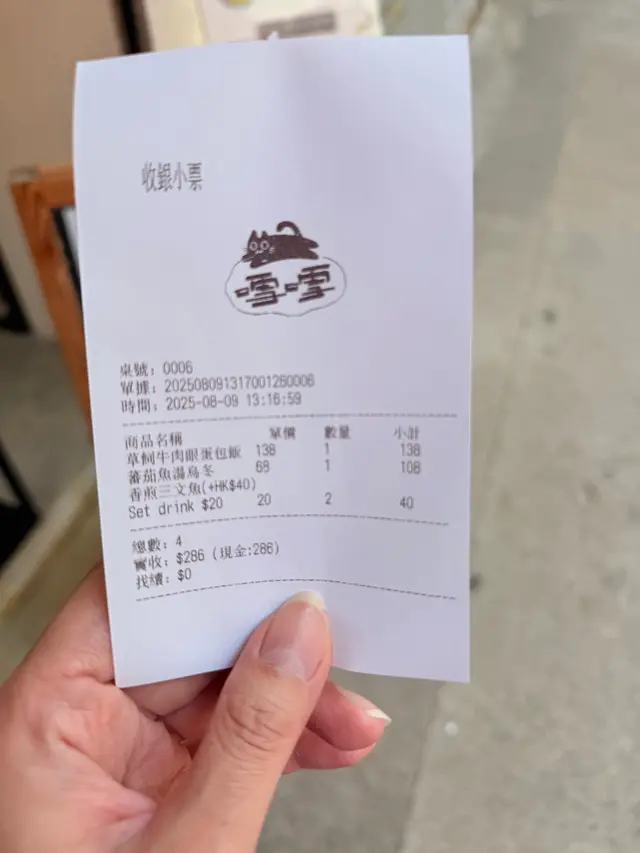 收銀小票
雪雪
桌號: 0006
單據: 202508091317001260006
時間: 2025-08-09 13:16:59
商品名稱 單價 數量 小計
草飼牛肉眼蛋包飯 138 1 138
蕃茄魚湯烏冬 68 1 108
香煎三文魚(+HK$40)
Set drink $20 20 2 40
總數: 4
實收: $286 (現金:286)
找續: $0